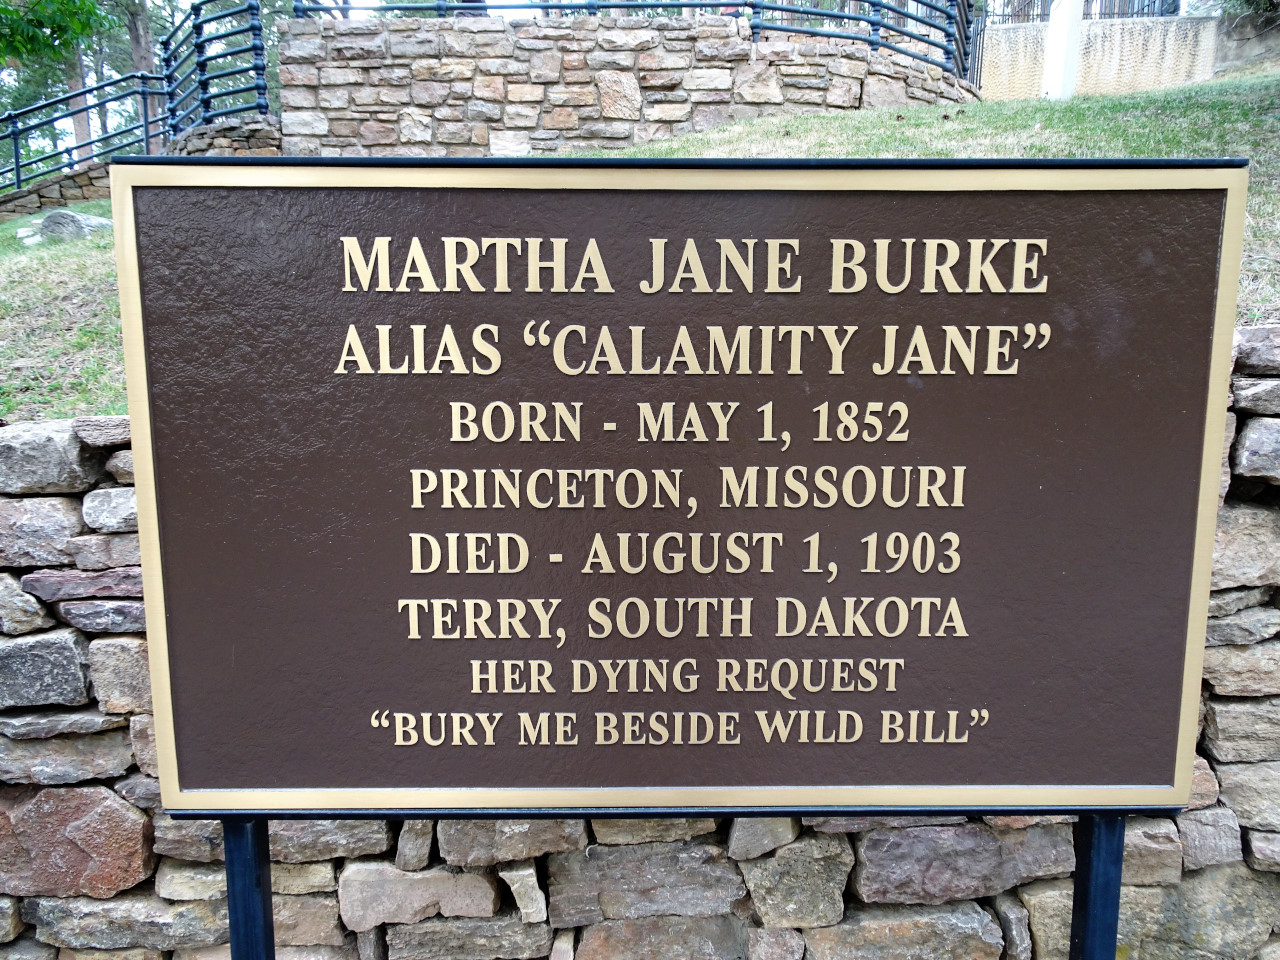 MARTHA JANE BURKE
ALIAS “CALAMITY JANE”
BORN - MAY 1, 1852
PRINCETON, MISSOURI
DIED - AUGUST 1, 1903
TERRY, SOUTH DAKOTA
HER DYING REQUEST
“BURY ME BESIDE WILD BILL”